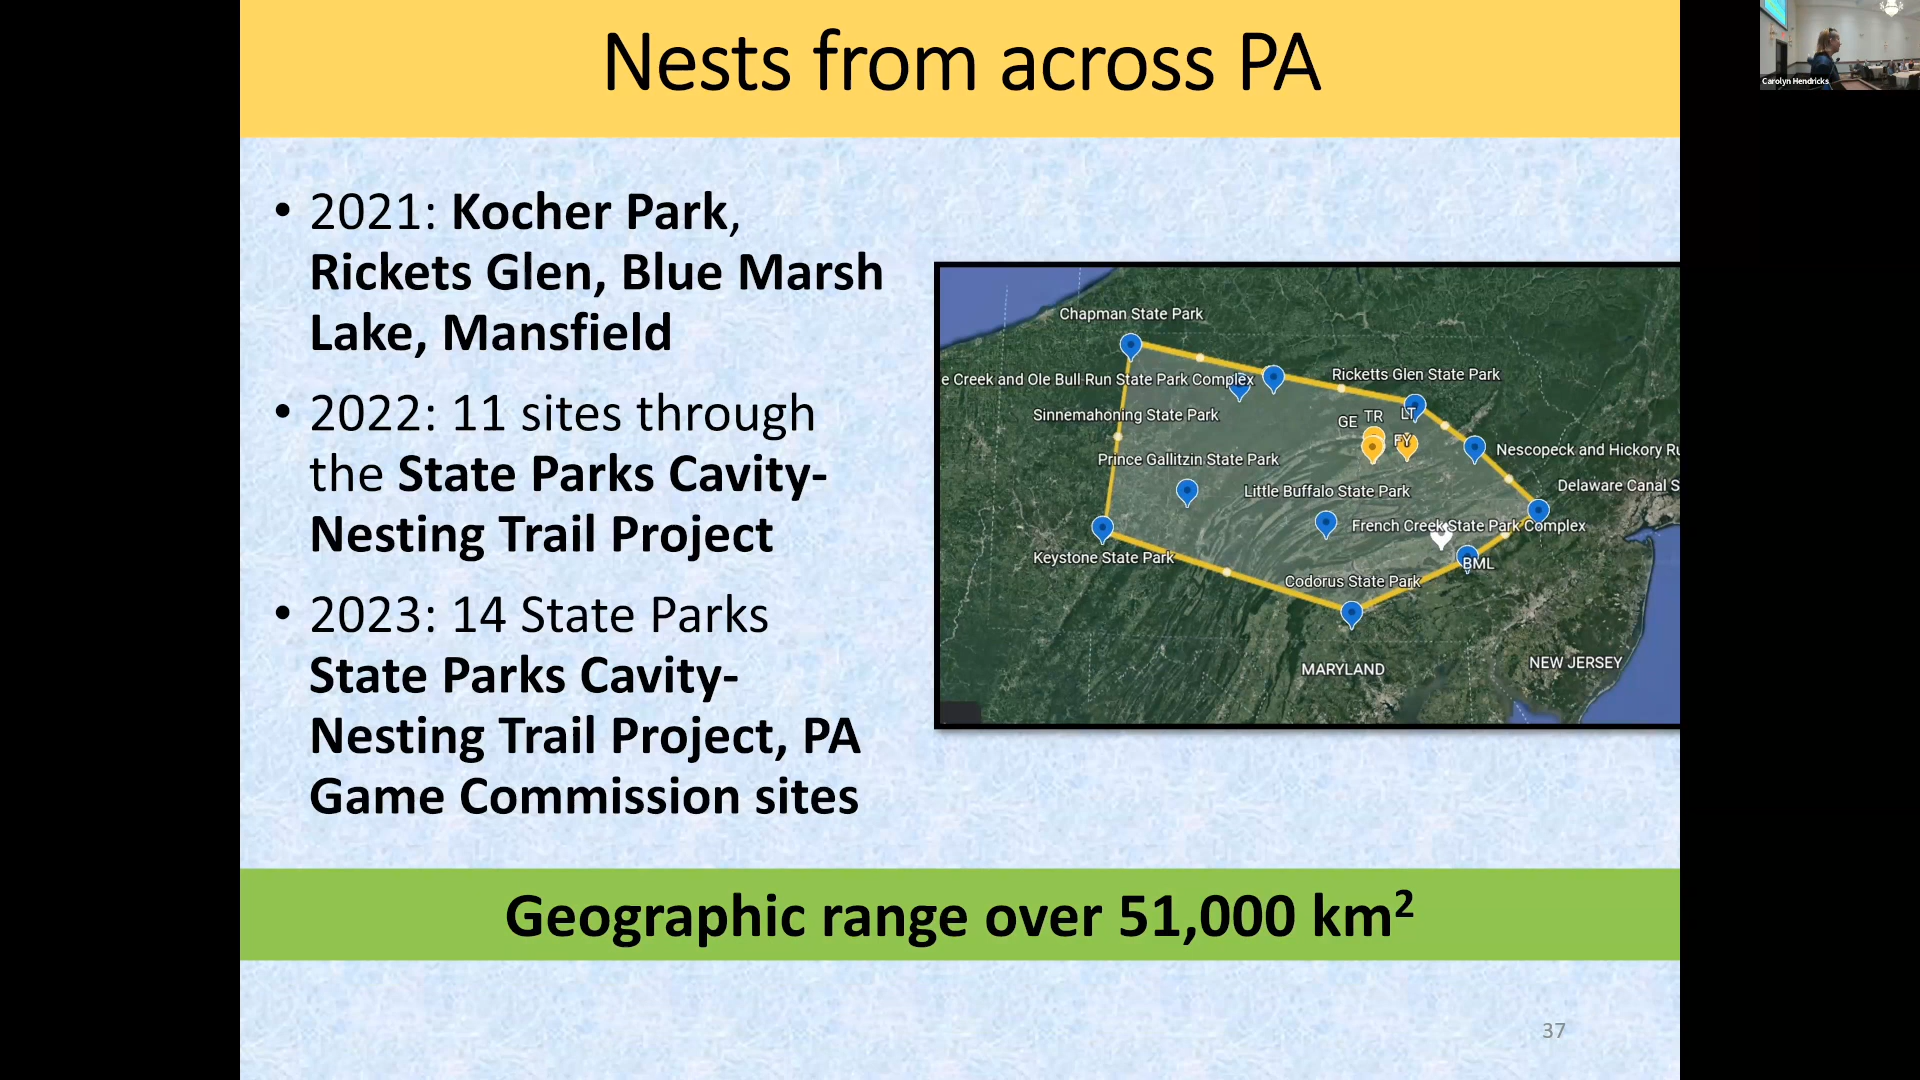 Nests from across PA
Carolyn Hendricks
• 2021: Kocher Park,
Rickets Glen, Blue Marsh
Lake, Mansfield
• 2022: 11 sites through
the State Parks Cavity-
Nesting Trail Project
• 2023: 14 State Parks
State Parks Cavity-
Nesting Trail Project, PA
Game Commission sites
Chapman State Park
e Creek and Ole Bull Run State Park Complex
Ricketts Glen State Park
Sinnemahoning State Park
GE TR LT
FY
Nescopeck and Hickory Ru
Prince Gallitzin State Park
Little Buffalo State Park
Delaware Canal S
French Creek State Park Complex
Keystone State Park
BML
Codorus State Park
MARYLAND
NEW JERSEY
Geographic range over 51,000 km²
37